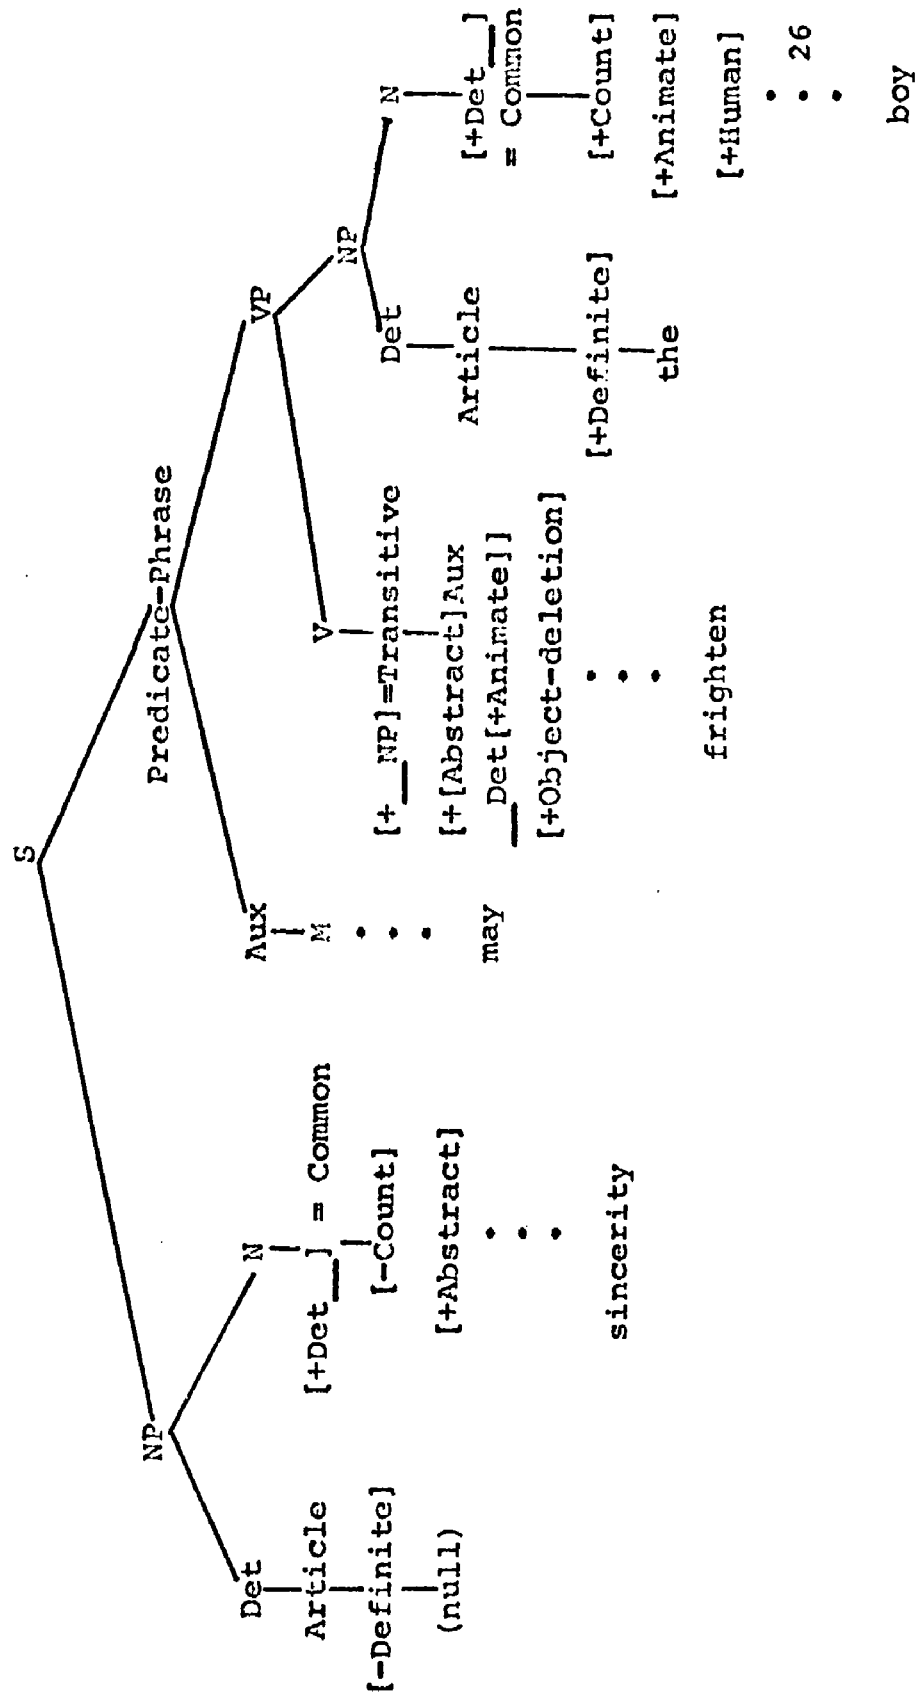 S
NP Predicate-Phrase
Det N Aux VP
Article [+Det__] = Common M V NP
[-Definite] [-Count] [+__NP]=Transitive Det N
(null) [+Abstract] [+[Abstract]Aux Article [+Det__]
may __Det[+Animate]] = Common
[+Object-deletion] [+Definite] [+Count]
sincerity the [+Animate]
frighten [+Human]
26
boy